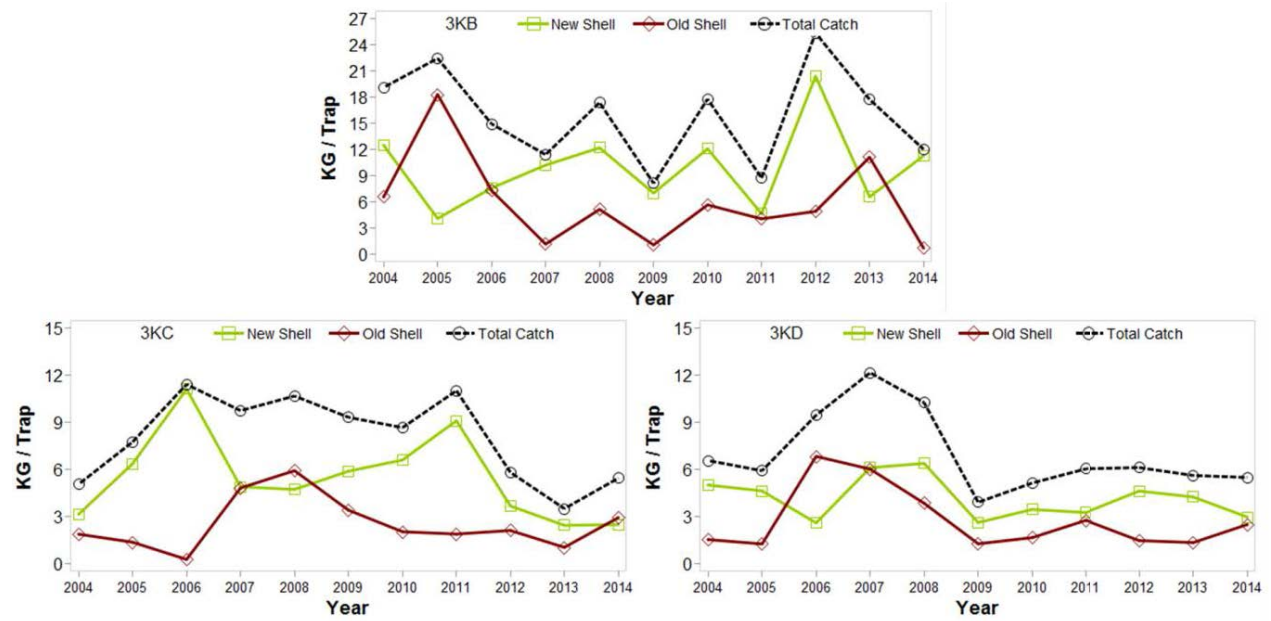 3KB New Shell Old Shell Total Catch
KG / Trap
27
24
21
18
15
12
9
6
3
0
2004 2005 2006 2007 2008 2009 2010 2011 2012 2013 2014
Year
3KC New Shell Old Shell Total Catch
KG / Trap
15
12
9
6
3
0
2004 2005 2006 2007 2008 2009 2010 2011 2012 2013 2014
Year
3KD New Shell Old Shell Total Catch
KG / Trap
15
12
9
6
3
0
2004 2005 2006 2007 2008 2009 2010 2011 2012 2013 2014
Year